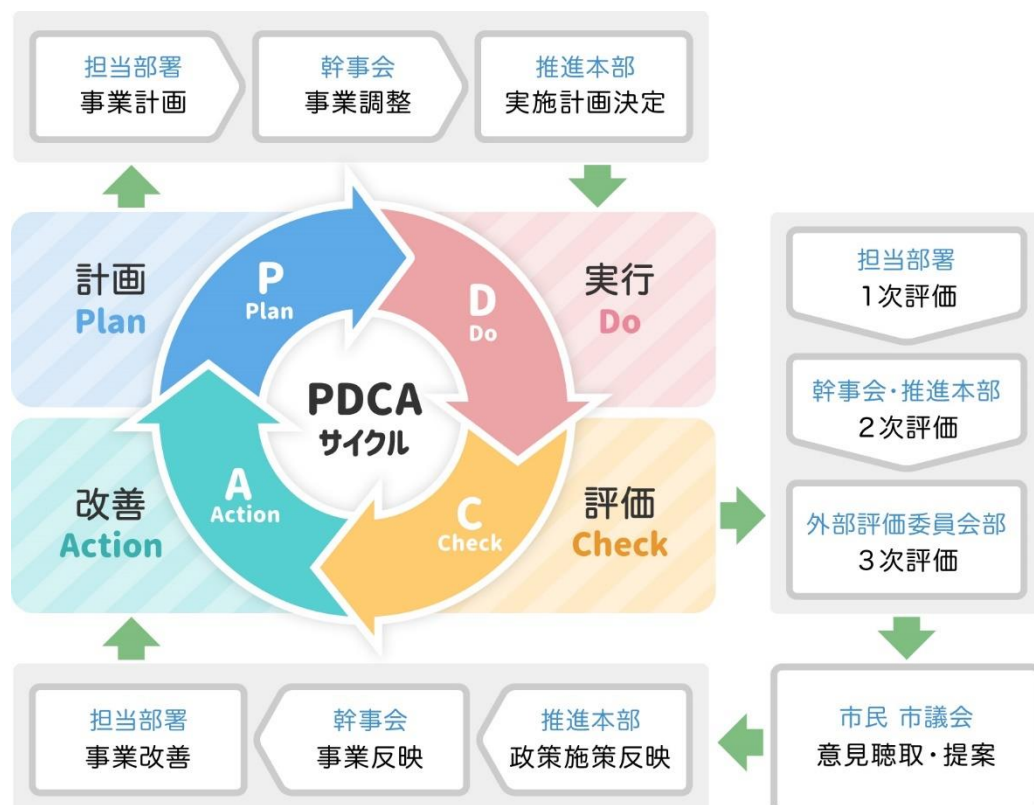 担当部署
事業計画
幹事会
事業調整
推進本部
実施計画決定
計画
Plan
P
Plan
D
Do
実行
Do
PDCA
サイクル
改善
Action
A
Action
C
Check
評価
Check
担当部署
1次評価
幹事会・推進本部
2次評価
外部評価委員会部
3次評価
市民 市議会
意見聴取・提案
推進本部
政策施策反映
幹事会
事業反映
担当部署
事業改善